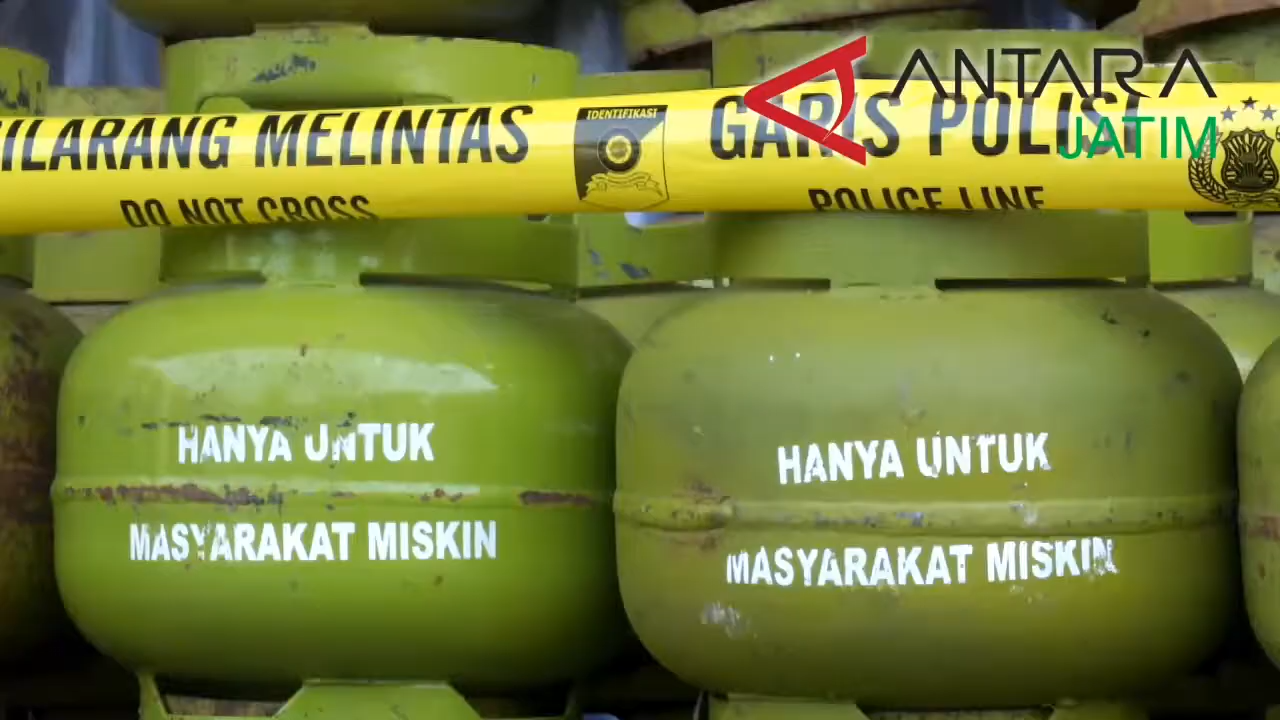 ANTARA
JATIM
ILARANG MELINTAS
IDENTIFIKASI
GARIS POLISI
DO NOT CROSS
POLICE LINE
HANYA UNTUK
MASYARAKAT MISKIN
HANYA UNTUK
MASYARAKAT MISKIN